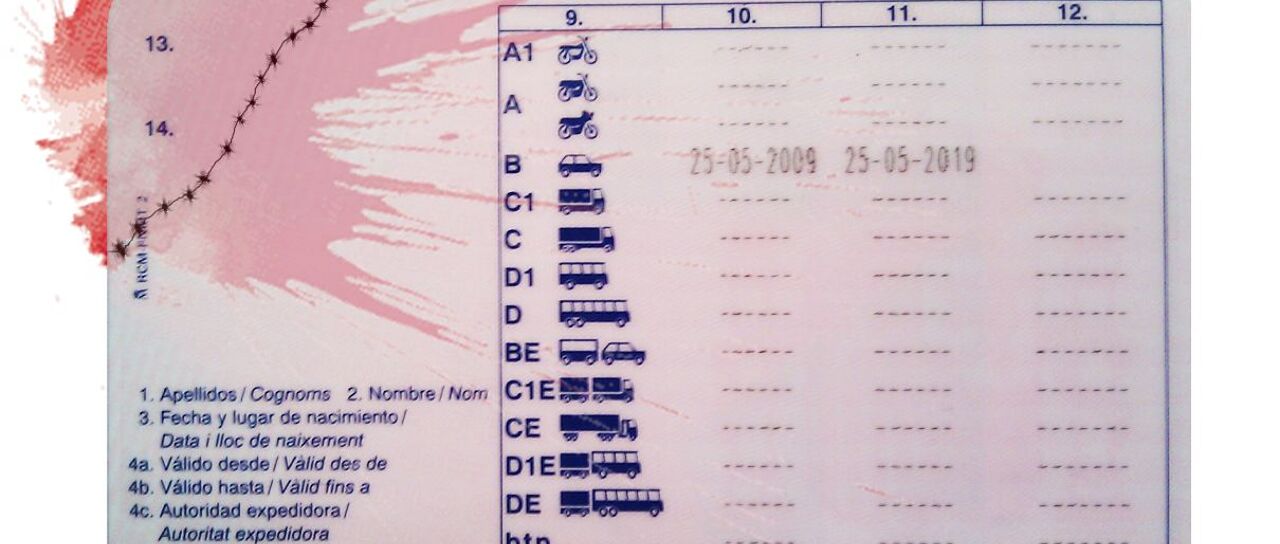 9. 10. 11. 12.
13.
A1 ---------- ---------- ----------
---------- ---------- ----------
A
14.
---------- ---------- ----------
B 25-05-2009 25-05-2019
C1 ---------- ---------- ----------
C ---------- ---------- ----------
D1 ---------- ---------- ----------
D ---------- ---------- ----------
BE ---------- ---------- ----------
C1E ---------- ---------- ----------
CE ---------- ---------- ----------
D1E ---------- ---------- ----------
DE ---------- ---------- ----------
btp
1. Apellidos / Cognoms 2. Nombre / Nom
3. Fecha y lugar de nacimiento /
Data i lloc de naixement
4a. Válido desde / Vàlid des de
4b. Válido hasta / Vàlid fins a
4c. Autoridad expedidora /
Autoritat expedidora